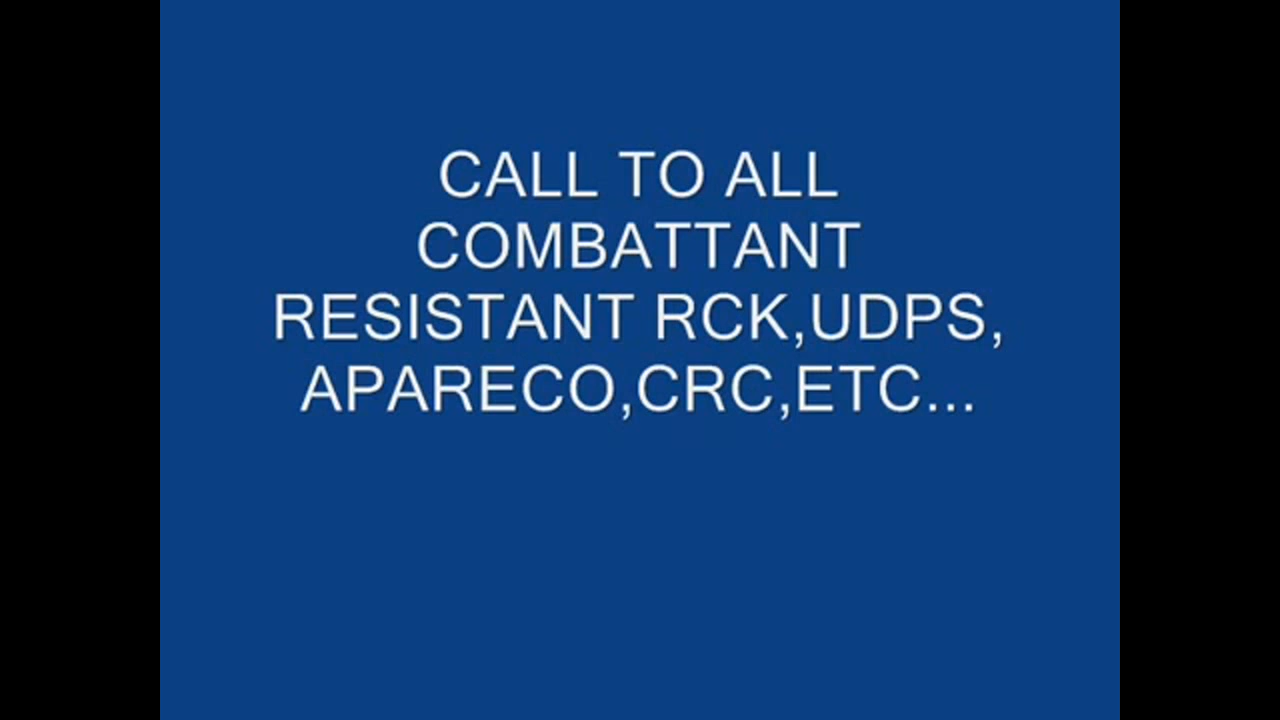 CALL TO ALL
COMBATTANT
RESISTANT RCK,UDPS,
APARECO,CRC,ETC...